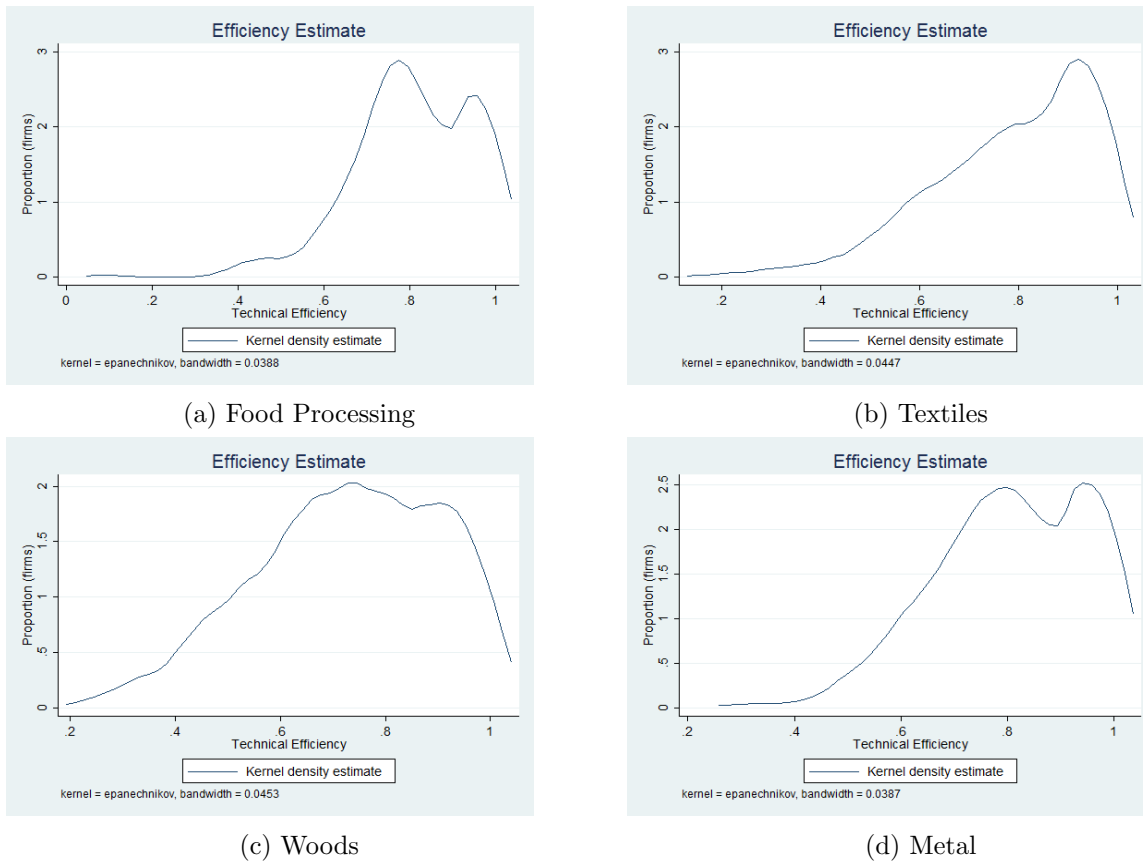 Efficiency Estimate
Proportion (firms)
0 1 2 3
0 .2 .4 .6 .8 1
Technical Efficiency
Kernel density estimate
kernel = epanechnikov, bandwidth = 0.0388
(a) Food Processing
Efficiency Estimate
Proportion (firms)
0 1 2 3
.2 .4 .6 .8 1
Technical Efficiency
Kernel density estimate
kernel = epanechnikov, bandwidth = 0.0447
(b) Textiles
Efficiency Estimate
Proportion (firms)
0 .5 1 1.5 2
.2 .4 .6 .8 1
Technical Efficiency
Kernel density estimate
kernel = epanechnikov, bandwidth = 0.0453
(c) Woods
Efficiency Estimate
Proportion (firms)
0 .5 1 1.5 2 2.5
.2 .4 .6 .8 1
Technical Efficiency
Kernel density estimate
kernel = epanechnikov, bandwidth = 0.0387
(d) Metal